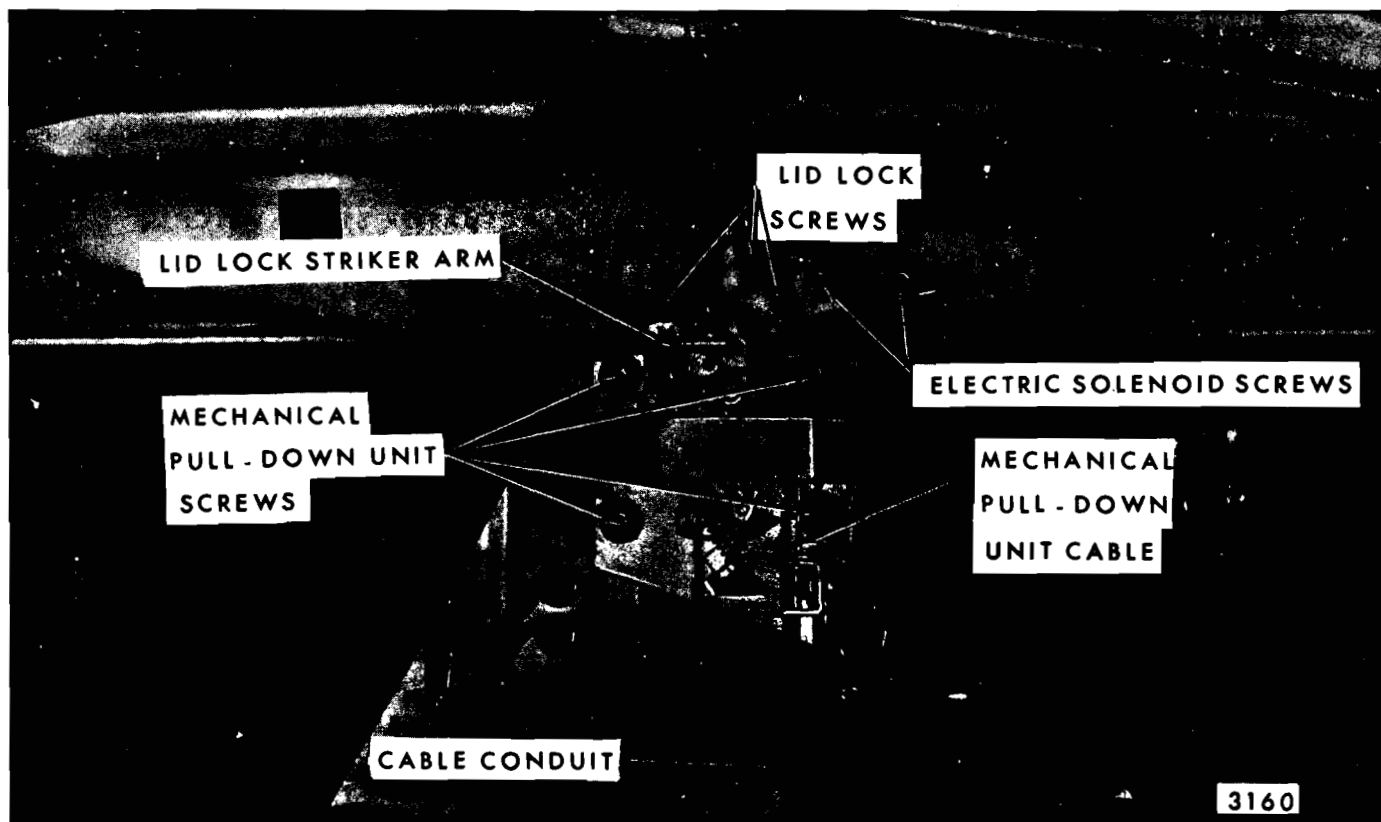 LID LOCK
SCREWS
LID LOCK STRIKER ARM
ELECTRIC SOLENOID SCREWS
MECHANICAL
PULL - DOWN UNIT
SCREWS
MECHANICAL
PULL - DOWN
UNIT CABLE
CABLE CONDUIT
3160